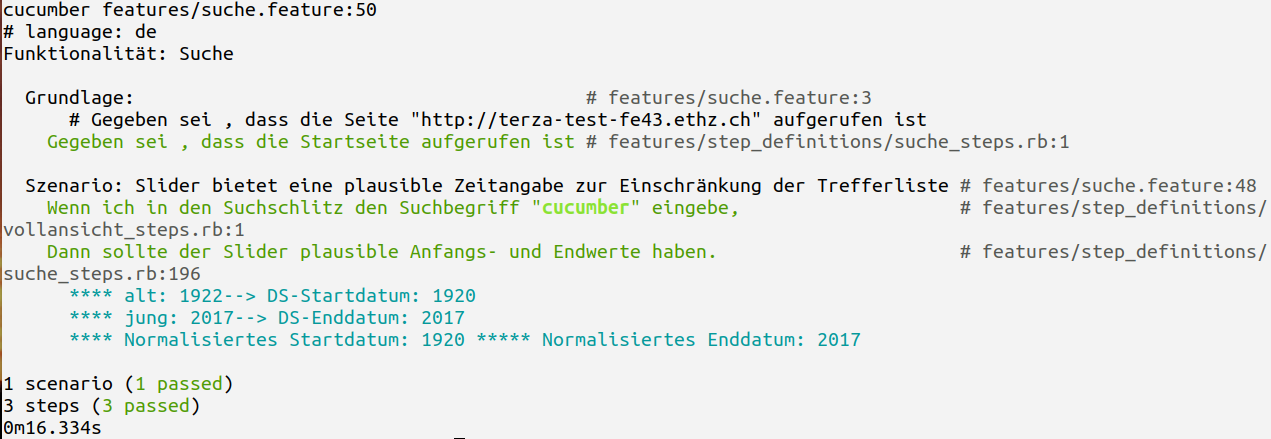 cucumber features/suche.feature:50
# language: de
Funktionalität: Suche
Grundlage: # features/suche.feature:3
# Gegeben sei , dass die Seite "http://terza-test-fe43.ethz.ch" aufgerufen ist
Gegeben sei , dass die Startseite aufgerufen ist # features/step_definitions/suche_steps.rb:1
Szenario: Slider bietet eine plausible Zeitangabe zur Einschränkung der Trefferliste # features/suche.feature:48
Wenn ich in den Suchschlitz den Suchbegriff "cucumber" eingebe, # features/step_definitions/
vollansicht_steps.rb:1
Dann sollte der Slider plausible Anfangs- und Endwerte haben. # features/step_definitions/
suche_steps.rb:196
**** alt: 1922--> DS-Startdatum: 1920
**** jung: 2017--> DS-Enddatum: 2017
**** Normalisiertes Startdatum: 1920 ***** Normalisiertes Enddatum: 2017
1 scenario (1 passed)
3 steps (3 passed)
0m16.334s